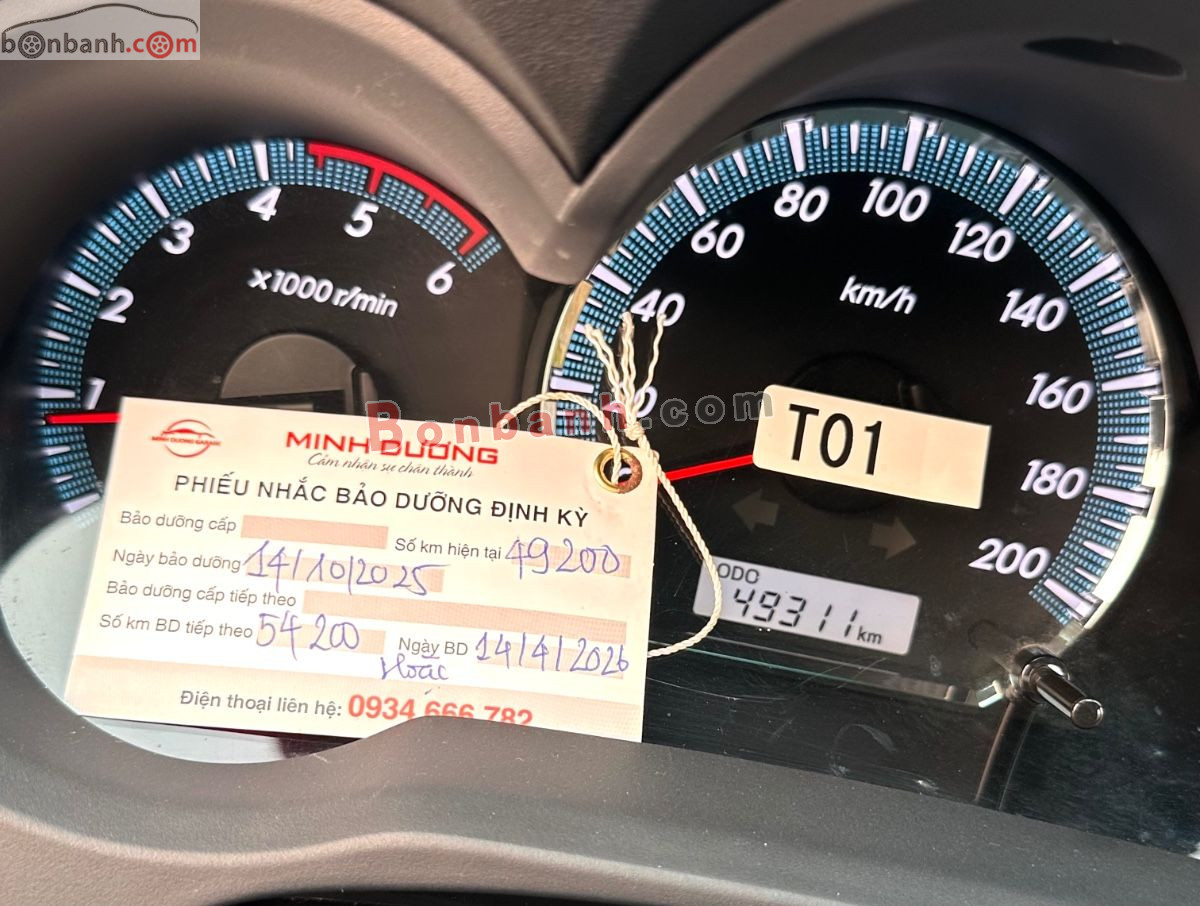 bonbanh.com
1 2 3 4 5 6
x1000 r/min
40 60 80 100 120 140 160 180 200
km/h
T01
ODO
49311 km
Bonbanh.com
MINH DUONG GARAGE
MINH DƯƠNG
Cảm nhận sự chân thành
PHIẾU NHẮC BẢO DƯỠNG ĐỊNH KỲ
Bảo dưỡng cấp
Số km hiện tại 49200
Ngày bảo dưỡng 14/10/2025
Bảo dưỡng cấp tiếp theo
Số km BD tiếp theo 54200 Ngày BD 14/4/2026
Hoặc
Điện thoại liên hệ: 0934 666 782